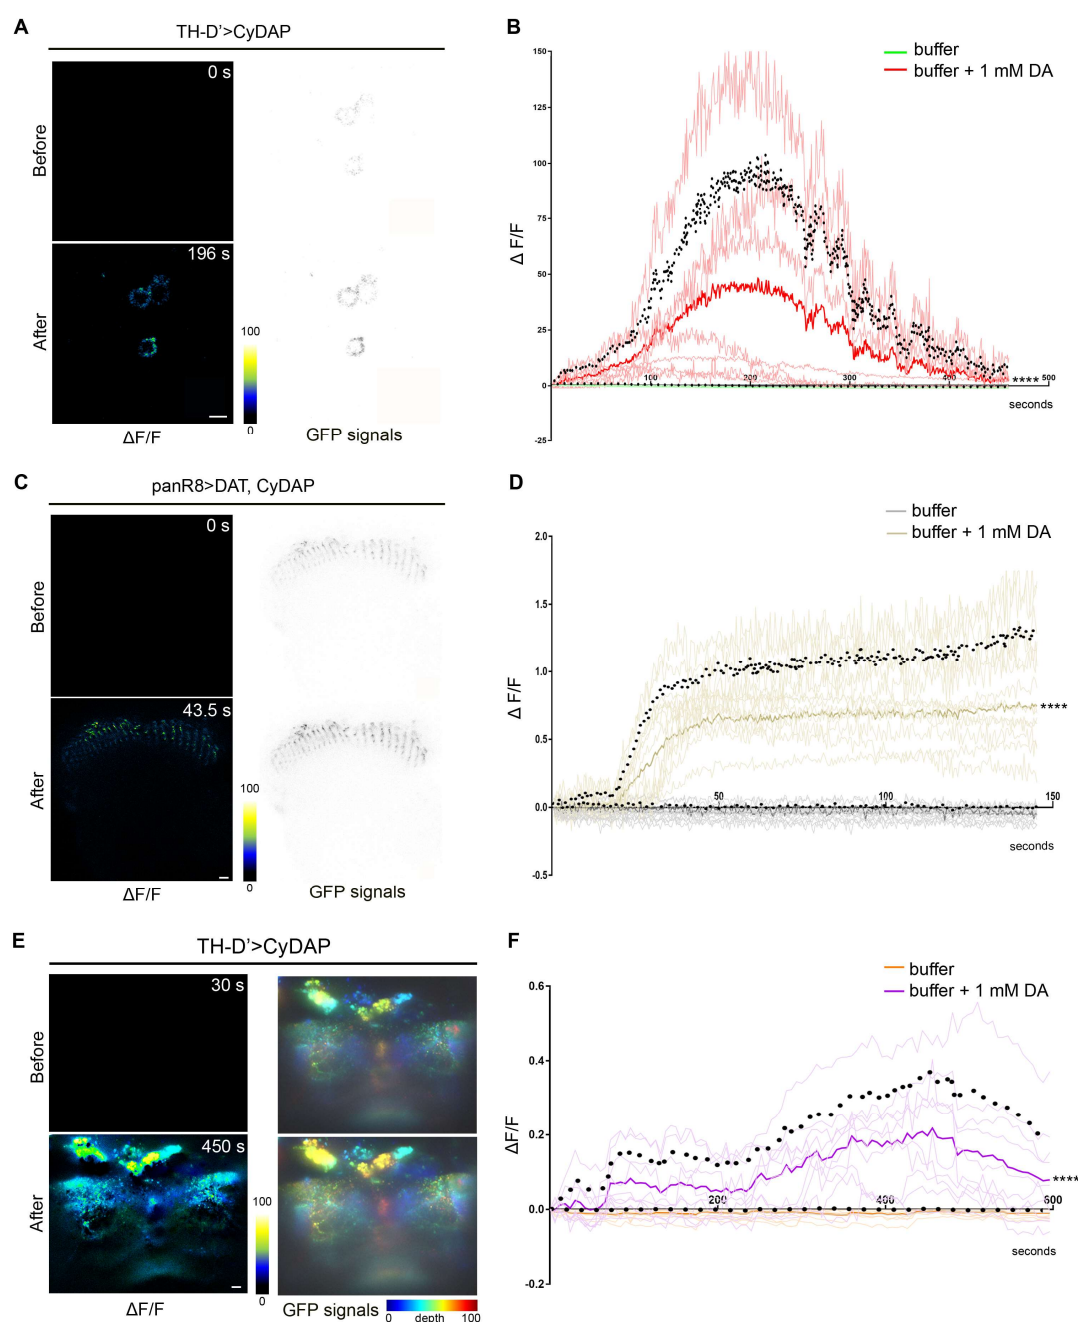 A
TH-D'>CyDAP
0 s
Before
196 s
After
100
0
ΔF/F
GFP signals
B
buffer
buffer + 1 mM DA
150
125
100
75
50
25
0
-25
Δ F/F
100
200
300
400
500
seconds
****
C
panR8>DAT, CyDAP
0 s
Before
43.5 s
After
100
0
ΔF/F
GFP signals
D
buffer
buffer + 1 mM DA
2.0
1.5
1.0
0.5
0.0
-0.5
Δ F/F
50
100
150
seconds
****
E
TH-D'>CyDAP
30 s
Before
450 s
After
100
0
ΔF/F
GFP signals
0 depth 100
F
buffer
buffer + 1 mM DA
0.6
0.4
0.2
0.0
-0.2
ΔF/F
200
400
600
seconds
****